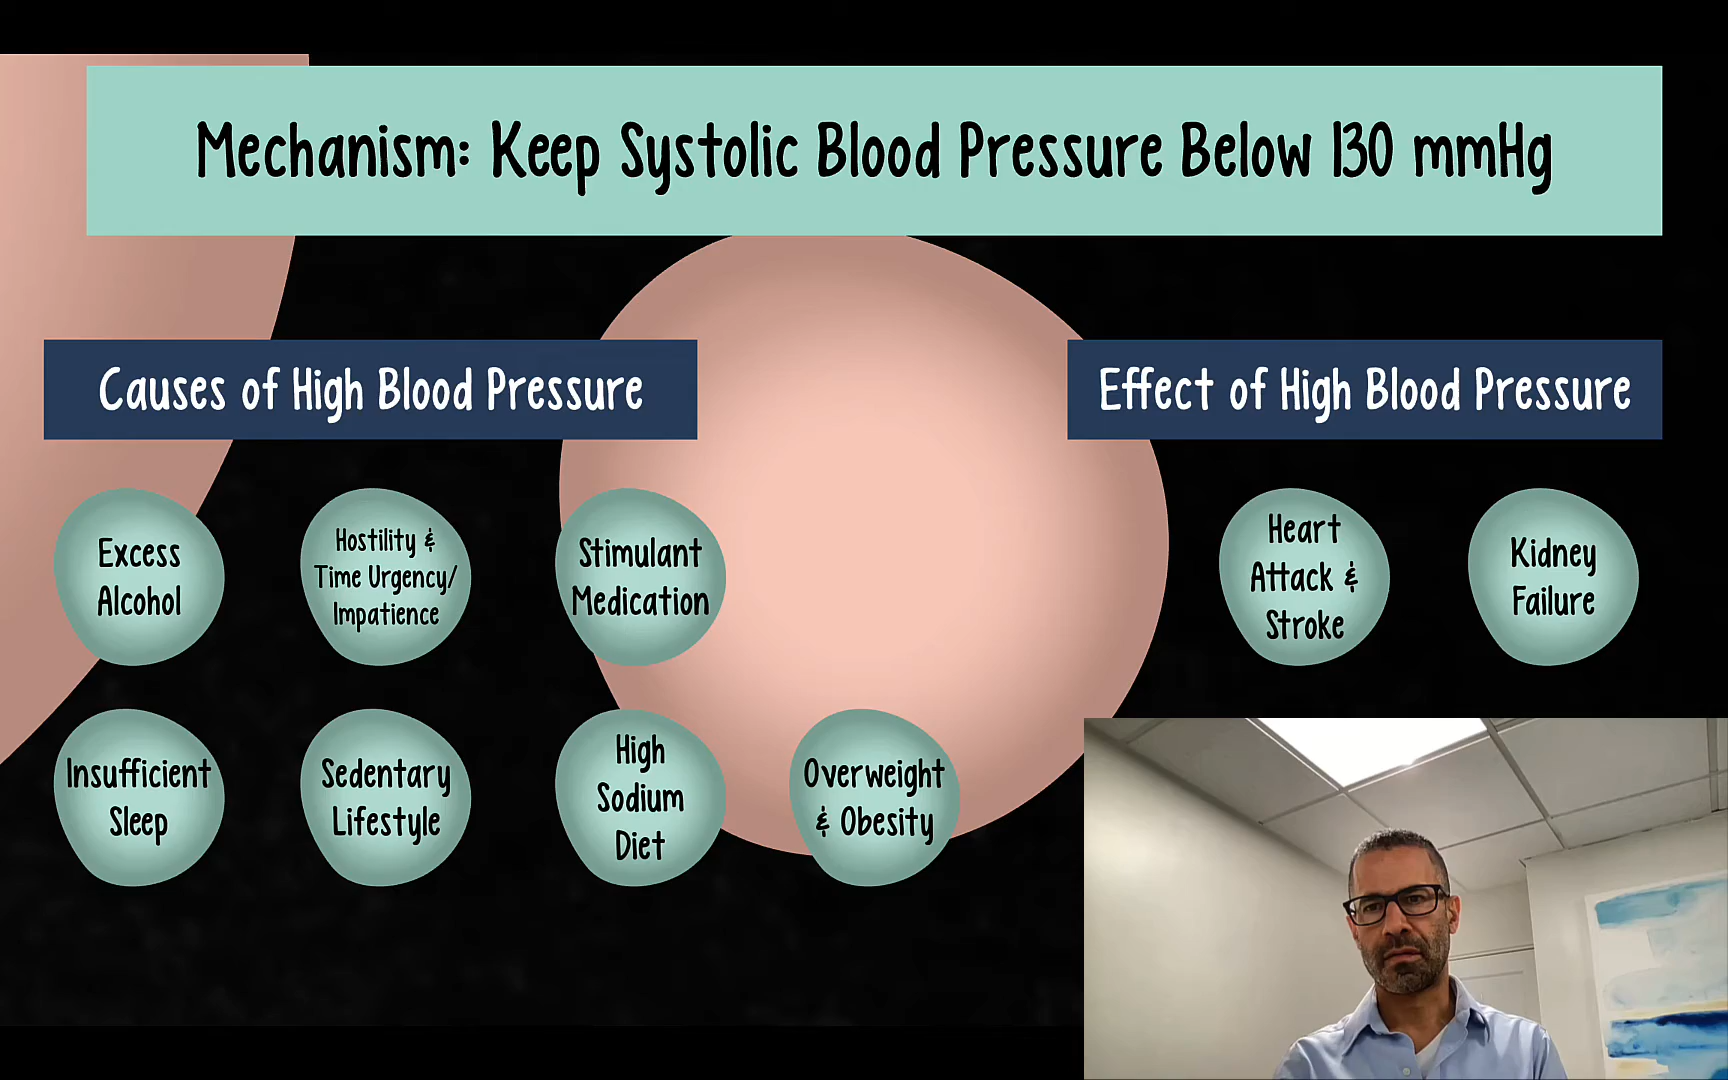 Mechanism: Keep Systolic Blood Pressure Below 130 mmHg
Causes of High Blood Pressure
Effect of High Blood Pressure
Excess
Alcohol
Hostility &
Time Urgency/
Impatience
Stimulant
Medication
Heart
Attack &
Stroke
Kidney
Failure
Insufficient
Sleep
Sedentary
Lifestyle
High
Sodium
Diet
Overweight
& Obesity